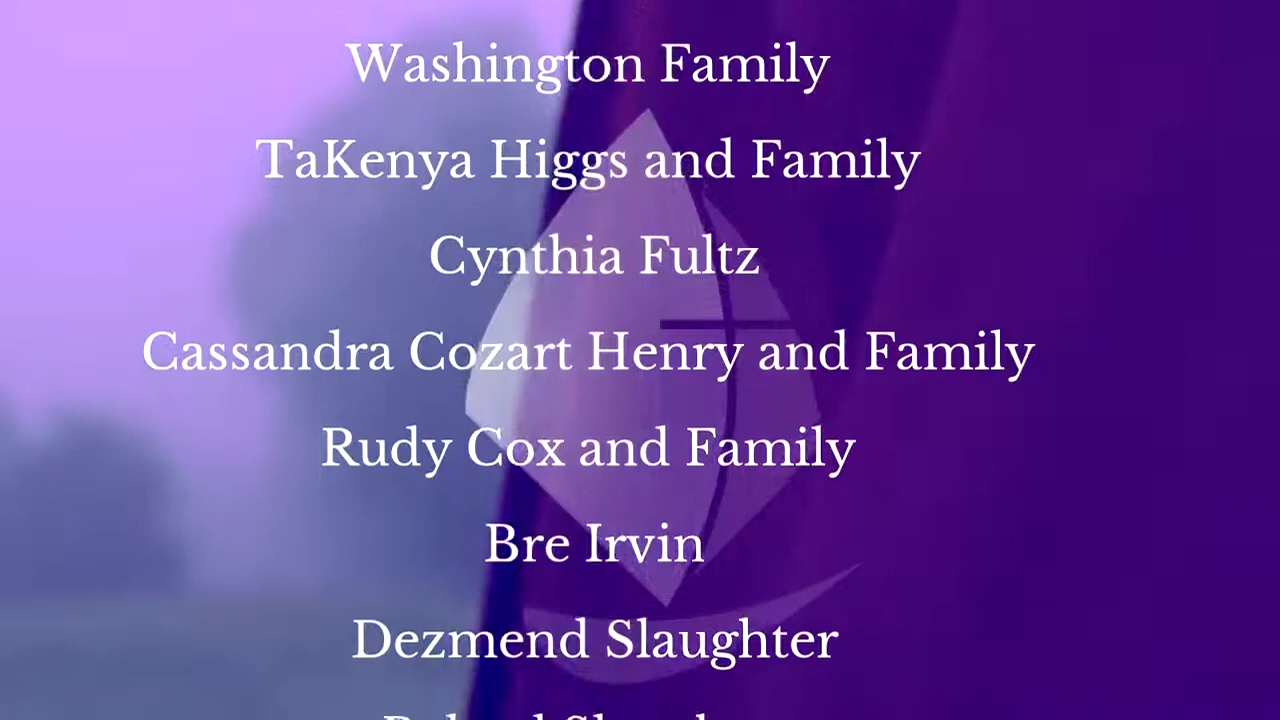 Washington Family
TaKenya Higgs and Family
Cynthia Fultz
Cassandra Cozart Henry and Family
Rudy Cox and Family
Bre Irvin
Dezmend Slaughter